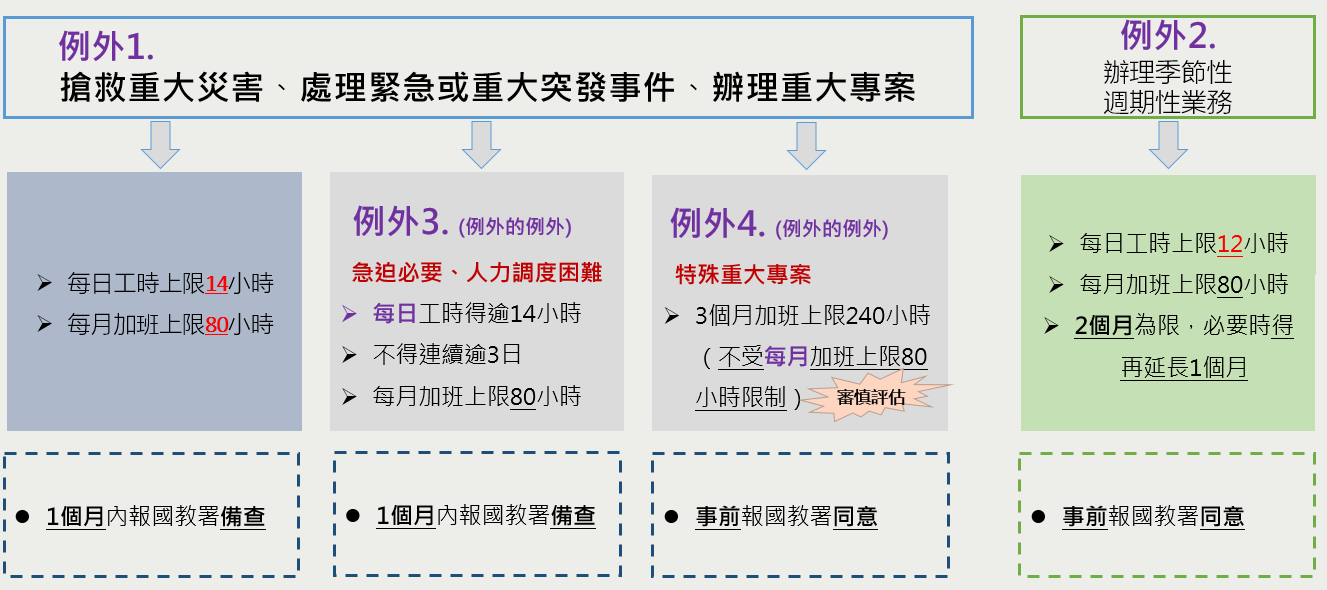 例外1.
搶救重大災害、處理緊急或重大突發事件、辦理重大專案
例外2.
辦理季節性
週期性業務
➢ 每日工時上限14小時
➢ 每月加班上限80小時
例外3. (例外的例外)
急迫必要、人力調度困難
➢ 每日工時得逾14小時
➢ 不得連續逾3日
➢ 每月加班上限80小時
例外4. (例外的例外)
特殊重大專案
➢ 3個月加班上限240小時
（不受每月加班上限80
小時限制）
審慎評估
➢ 每日工時上限12小時
➢ 每月加班上限80小時
➢ 2個月為限，必要時得
再延長1個月
● 1個月內報國教署備查
● 1個月內報國教署備查
● 事前報國教署同意
● 事前報國教署同意